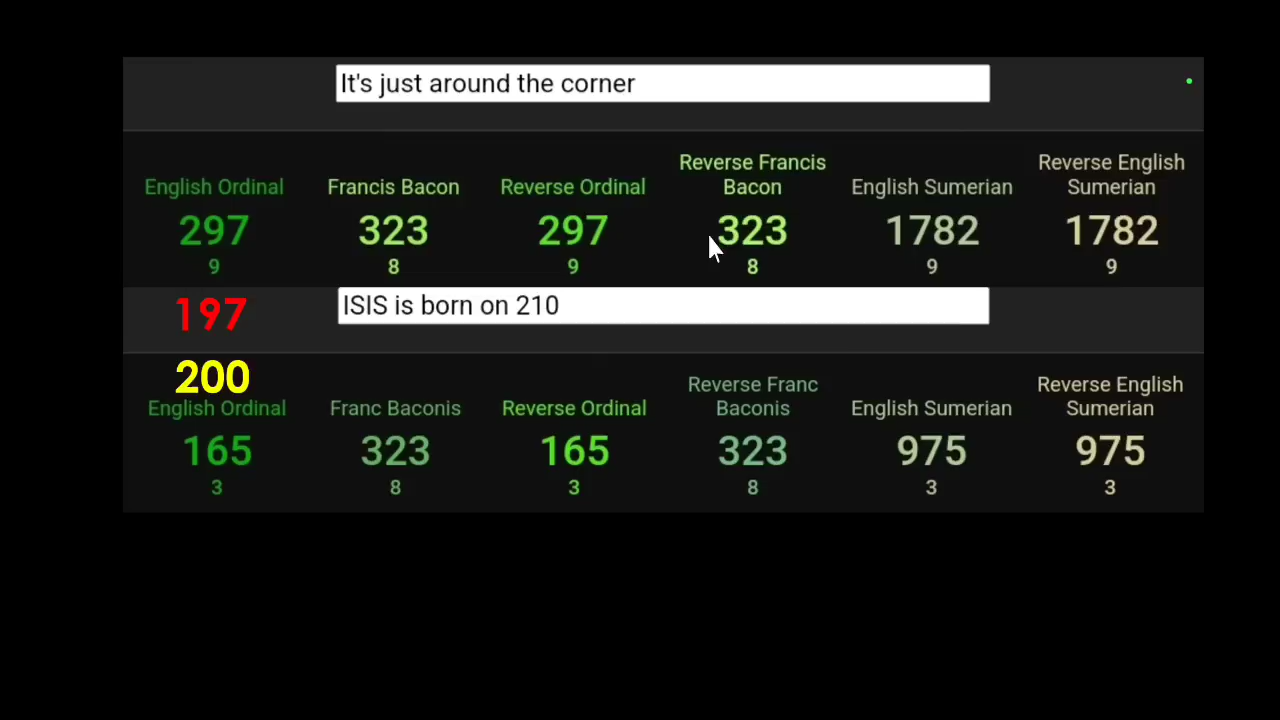 It's just around the corner
English Ordinal Francis Bacon Reverse Ordinal Reverse Francis Bacon English Sumerian Reverse English Sumerian
297 323 297 323 1782 1782
9 8 9 8 9 9
197 ISIS is born on 210
200
English Ordinal Franc Baconis Reverse Ordinal Reverse Franc Baconis English Sumerian Reverse English Sumerian
165 323 165 323 975 975
3 8 3 8 3 3